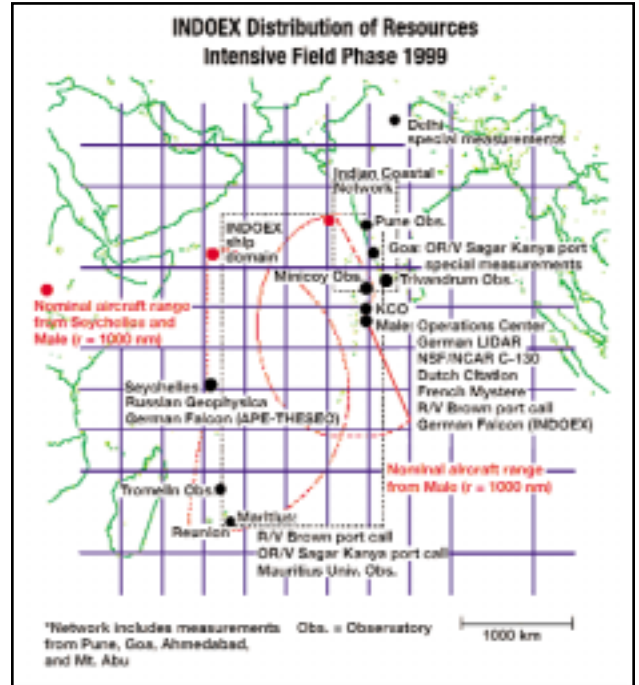 INDOEX Distribution of Resources
Intensive Field Phase 1999
Delhi
special measurements
Indian Coastal
Network
INDOEX
ship
domain
Pune Obs.
Goa: OR/V Sagar Kanya port
special measurements
Minicoy Obs.
Trivandrum Obs.
Nominal aircraft range
from Seychelles and
Male (r = 1000 nm)
KCO
Male: Operations Center
German LIDAR
NSF/NCAR C-130
Dutch Citation
French Mystere
R/V Brown port call
German Falcon (INDOEX)
Seychelles
Russian Geophysica
German Falcon (APE-THESEO)
Nominal aircraft range
from Male (r = 1000 nm)
Tromelin Obs.
Reunion
Mauritius:
R/V Brown port call
OR/V Sagar Kanya port call
Mauritius Univ. Obs.
*Network includes measurements
from Pune, Goa, Ahmedabad,
and Mt. Abu
Obs. = Observatory
1000 km